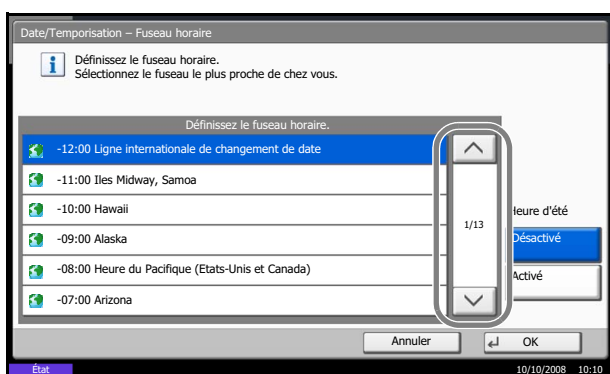 Date/Temporisation – Fuseau horaire
Définissez le fuseau horaire.
Sélectionnez le fuseau le plus proche de chez vous.
Définissez le fuseau horaire.
-12:00 Ligne internationale de changement de date
-11:00 Iles Midway, Samoa
-10:00 Hawaii
-09:00 Alaska
-08:00 Heure du Pacifique (Etats-Unis et Canada)
-07:00 Arizona
1/13
Heure d'été
Désactivé
Activé
Annuler
OK
État
10/10/2008 10:10